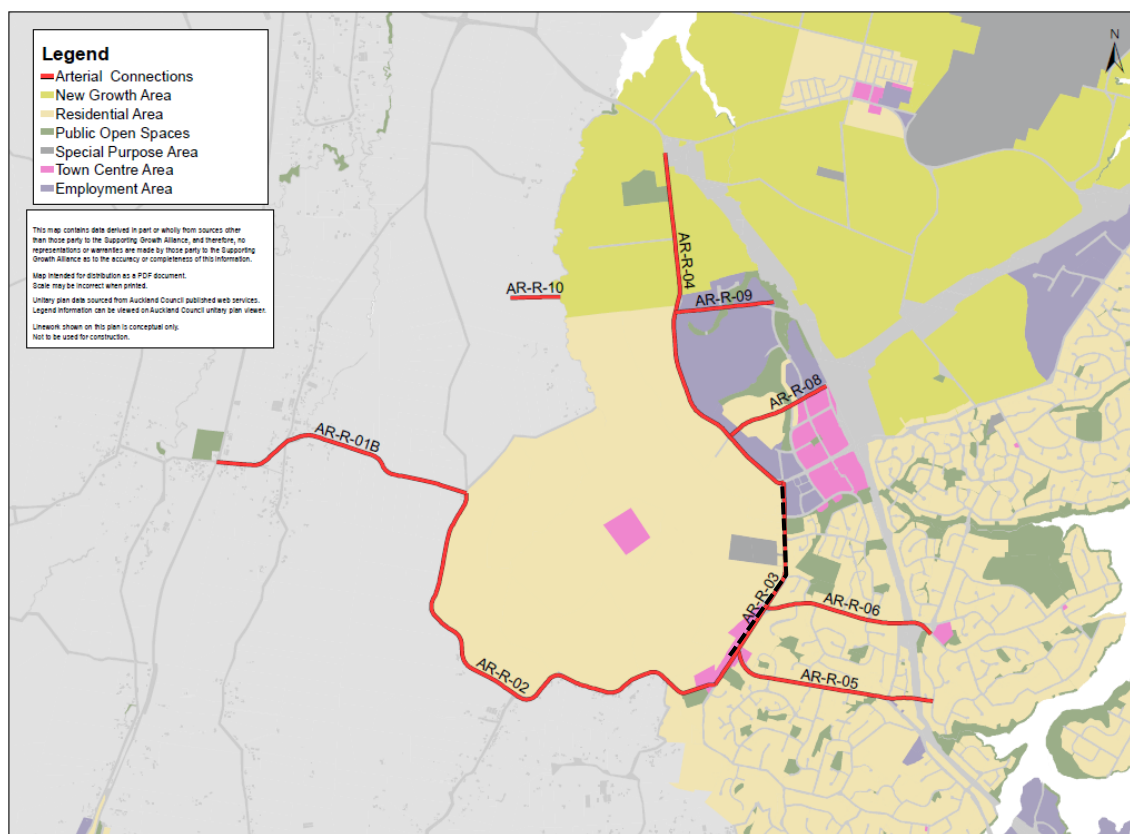 Legend
Arterial Connections
New Growth Area
Residential Area
Public Open Spaces
Special Purpose Area
Town Centre Area
Employment Area
This map contains data derived in part or wholly from sources other
than those party to the Supporting Growth Alliance, and therefore, no
representations or warranties are made by those party to the Supporting
Growth Alliance as to the accuracy or completeness of this information.
Map intended for distribution as a PDF document.
Scale may be incorrect when printed.
Unitary plan data sourced from Auckland Council published web services.
Legend information can be viewed on Auckland Council unitary plan viewer.
Linework shown on this plan is conceptual only.
Not to be used for construction.
N
AR-R-04
AR-R-10
AR-R-09
AR-R-08
AR-R-01B
AR-R-03
AR-R-06
AR-R-02
AR-R-05